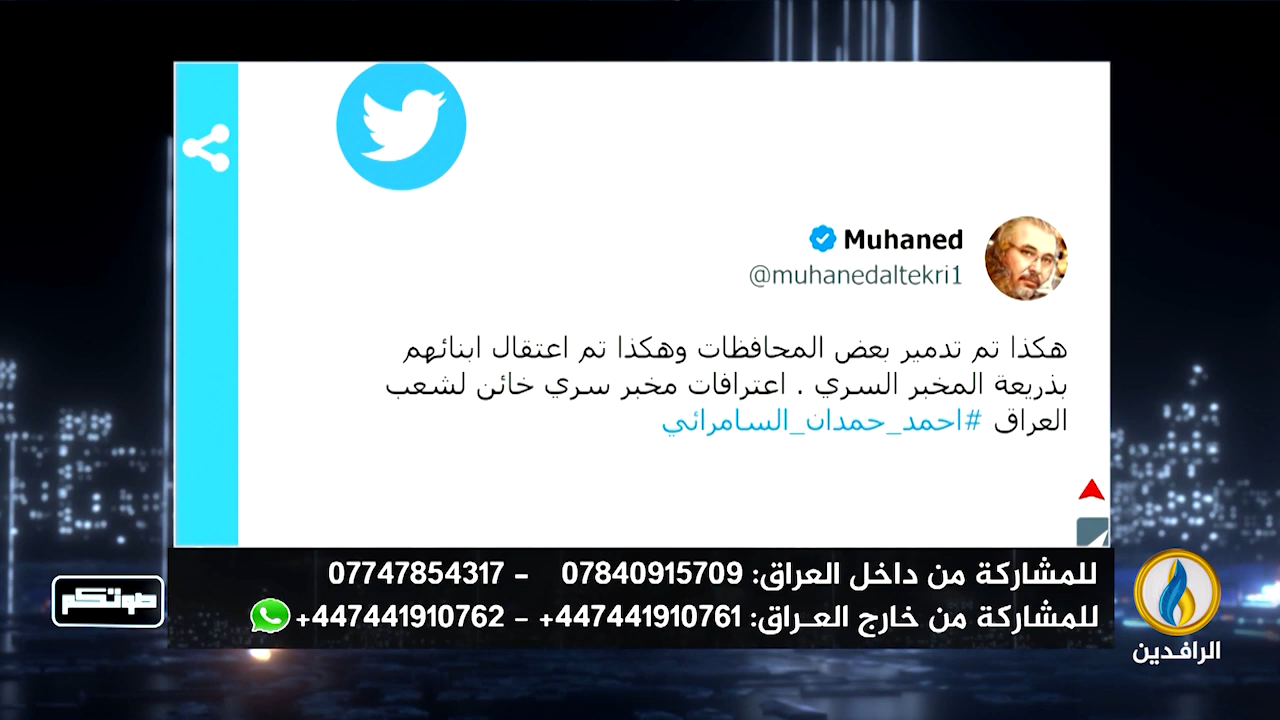 Muhaned
@muhanedaltekri1
هكذا تم تدمير بعض المحافظات وهكذا تم اعتقال ابنائهم
بذريعة المخبر السري . اعترافات مخبر سري خائن لشعب
العراق #احمد_حمدان_السامرائي
للمشاركة من داخل العراق: 07840915709 - 07747854317
للمشاركة من خارج العـراق: 447441910761+ - 447441910762+
صوتكم
الرافدين